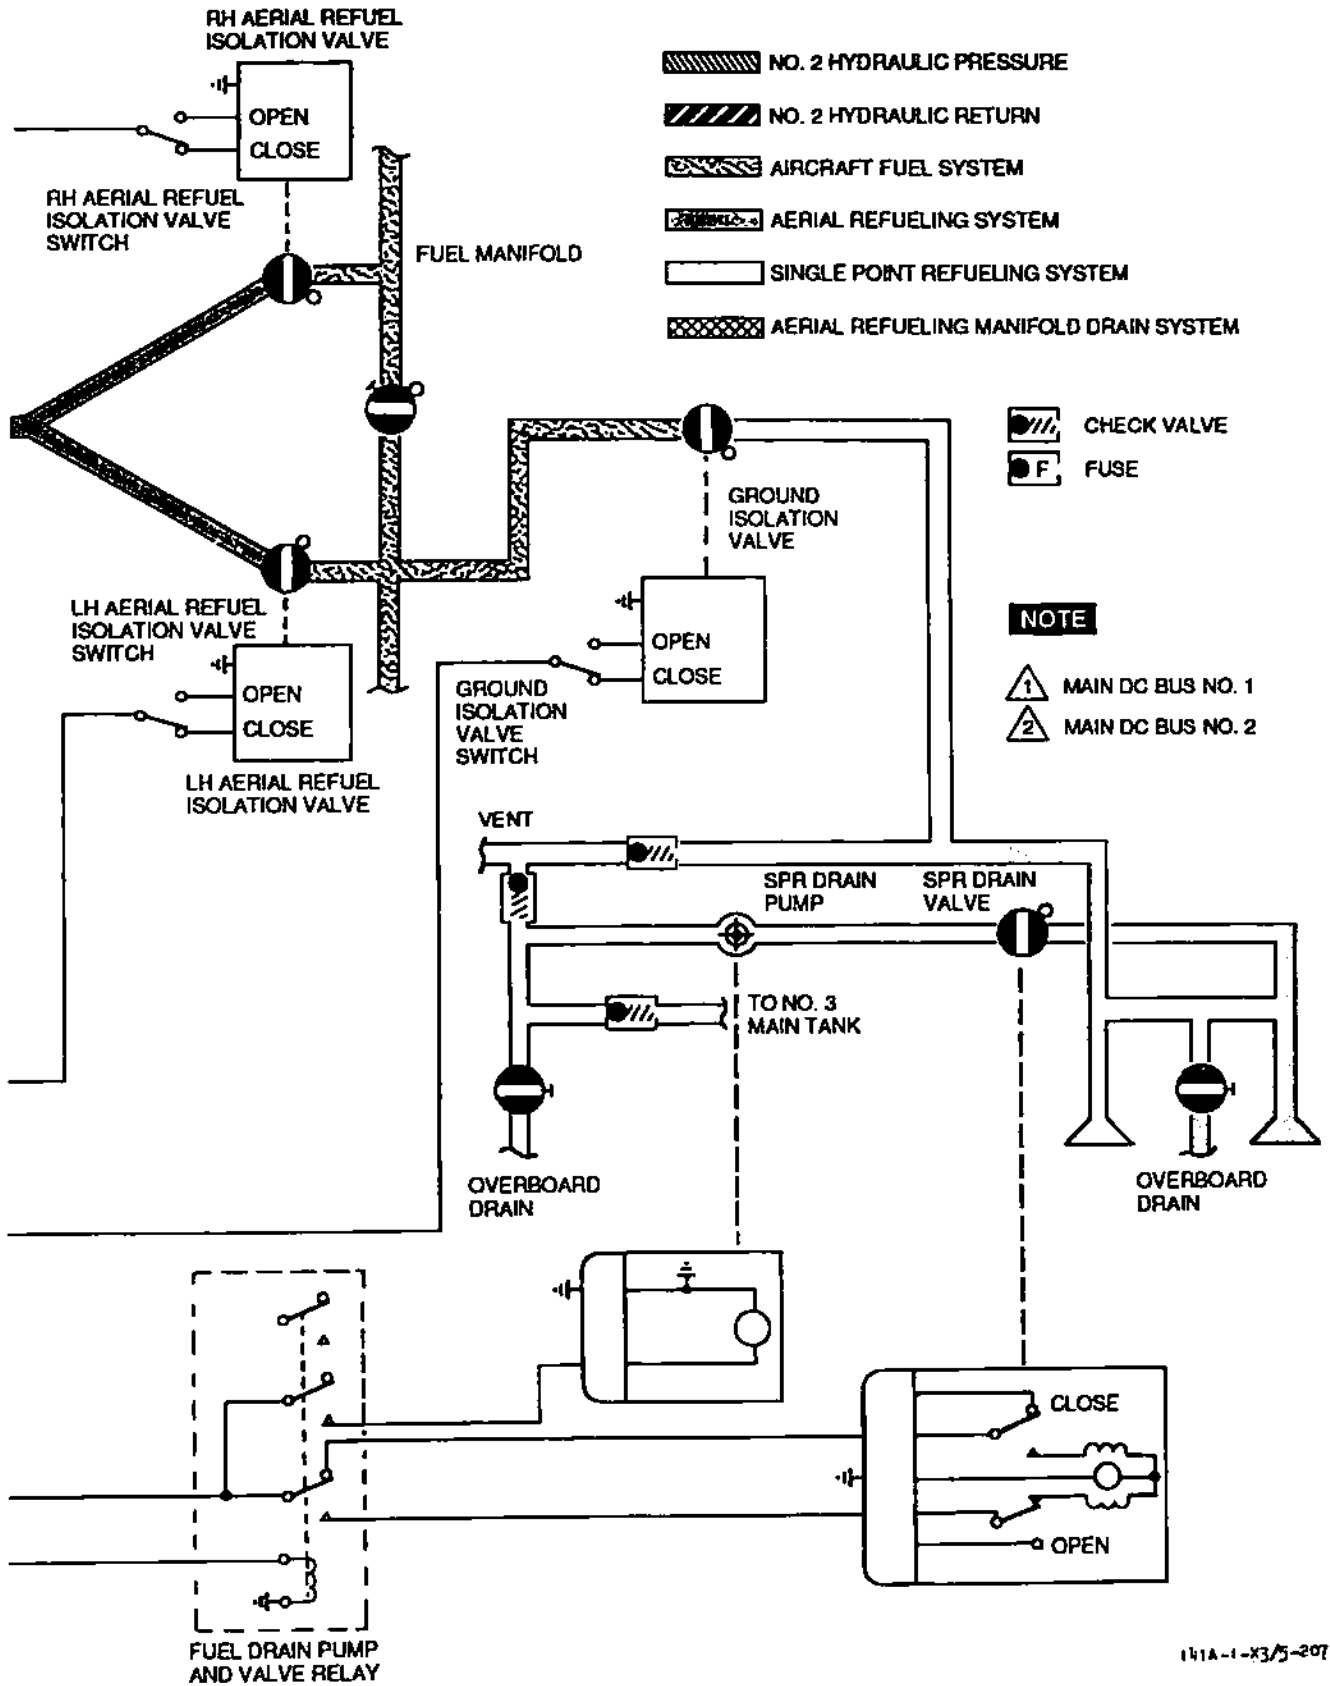 RH AERIAL REFUEL
ISOLATION VALVE
OPEN
CLOSE
RH AERIAL REFUEL
ISOLATION VALVE
SWITCH
FUEL MANIFOLD
NO. 2 HYDRAULIC PRESSURE
NO. 2 HYDRAULIC RETURN
AIRCRAFT FUEL SYSTEM
AERIAL REFUELING SYSTEM
SINGLE POINT REFUELING SYSTEM
AERIAL REFUELING MANIFOLD DRAIN SYSTEM
CHECK VALVE
F FUSE
GROUND
ISOLATION
VALVE
LH AERIAL REFUEL
ISOLATION VALVE
SWITCH
OPEN
CLOSE
LH AERIAL REFUEL
ISOLATION VALVE
OPEN
CLOSE
GROUND
ISOLATION
VALVE
SWITCH
NOTE
1 MAIN DC BUS NO. 1
2 MAIN DC BUS NO. 2
VENT
SPR DRAIN
PUMP
SPR DRAIN
VALVE
TO NO. 3
MAIN TANK
OVERBOARD
DRAIN
OVERBOARD
DRAIN
CLOSE
OPEN
FUEL DRAIN PUMP
AND VALVE RELAY
141A-1-X3/5-207